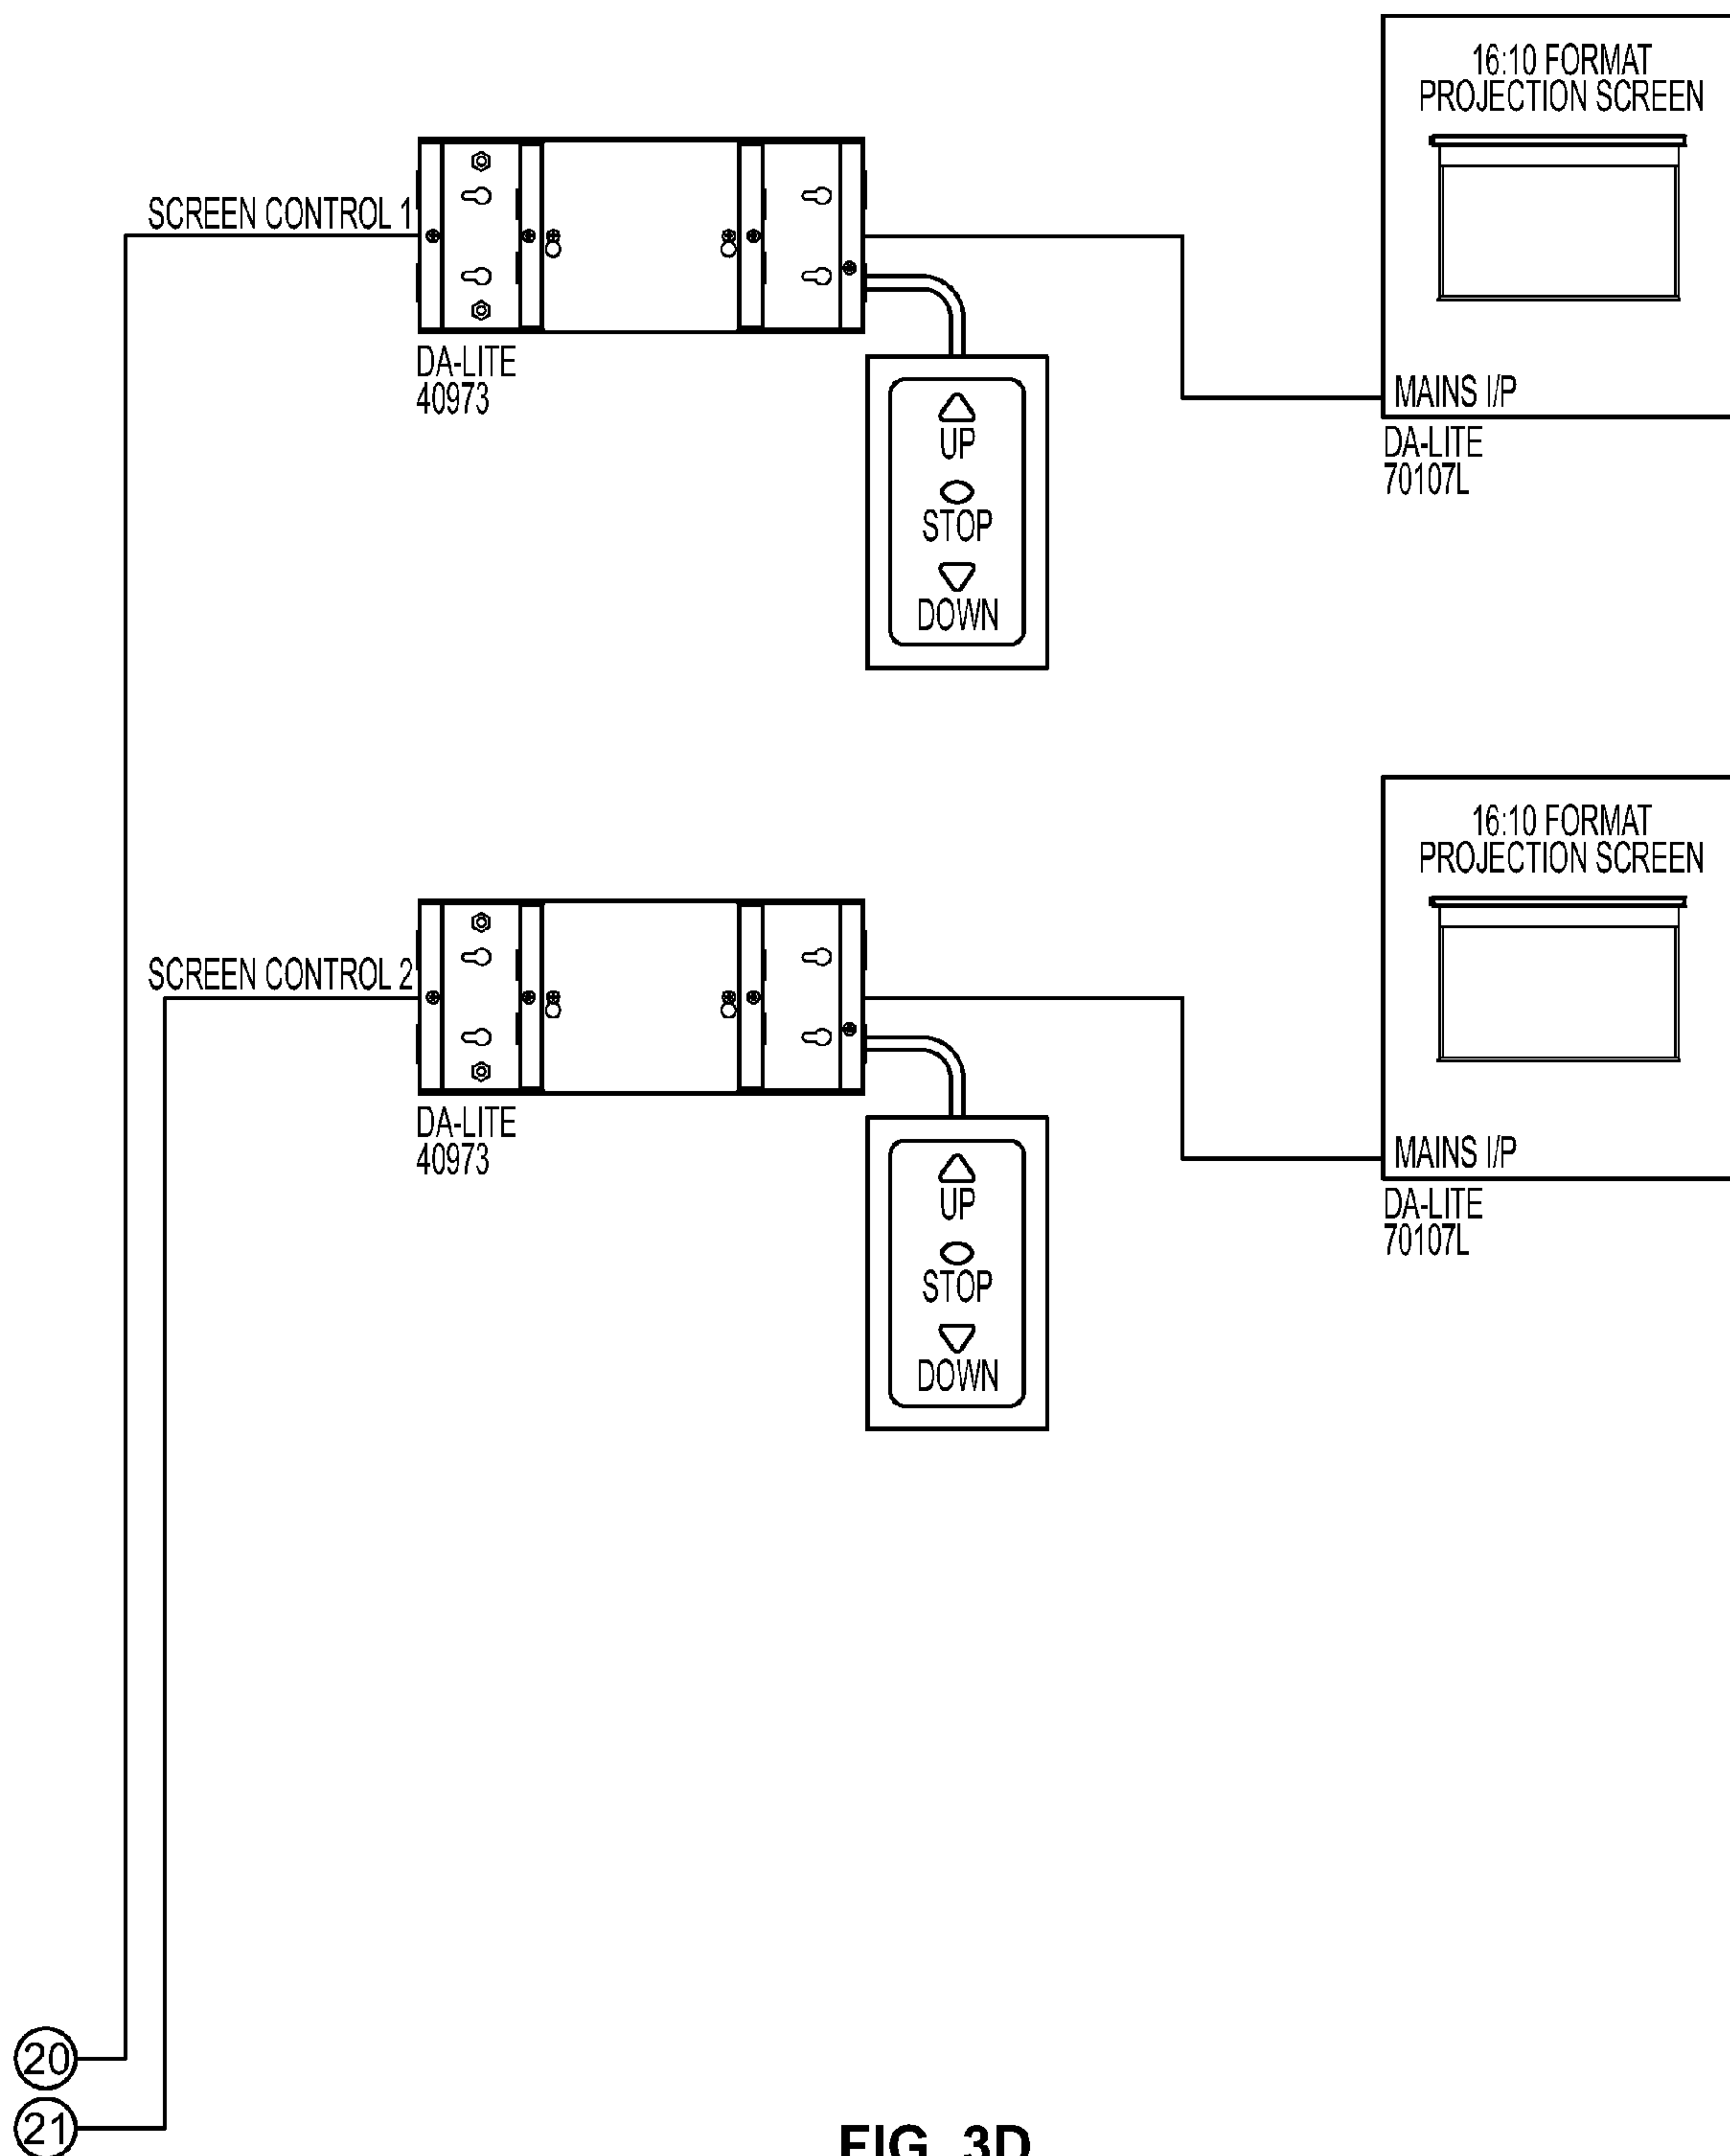 16:10 FORMAT
PROJECTION SCREEN
SCREEN CONTROL 1
DA-LITE
40973
UP
STOP
DOWN
MAINS I/P
DA-LITE
70107L
16:10 FORMAT
PROJECTION SCREEN
SCREEN CONTROL 2
DA-LITE
40973
UP
STOP
DOWN
MAINS I/P
DA-LITE
70107L
20
21
FIG. 3D